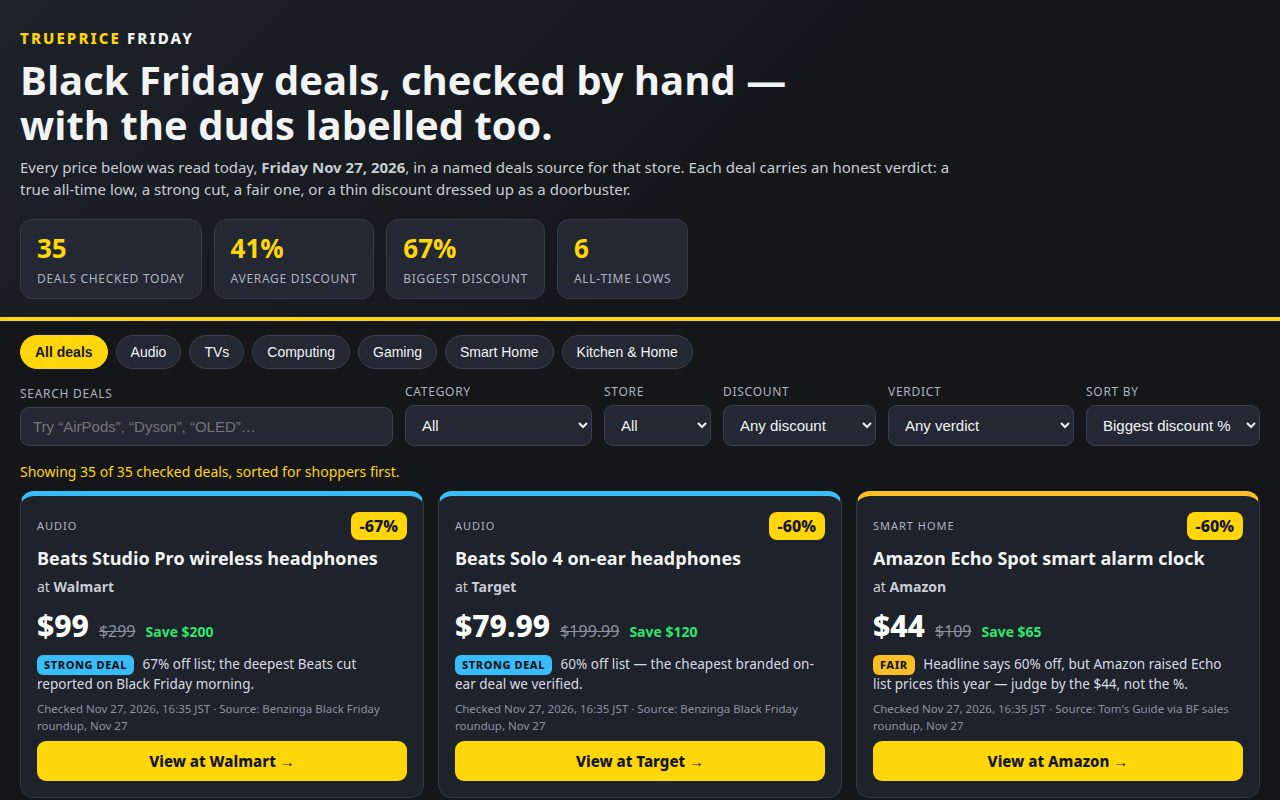 TRUEPRICE FRIDAY
Black Friday deals, checked by hand —
with the duds labelled too.
Every price below was read today, Friday Nov 27, 2026, in a named deals source for that store. Each deal carries an honest verdict: a
true all-time low, a strong cut, a fair one, or a thin discount dressed up as a doorbuster.
35
DEALS CHECKED TODAY
41%
AVERAGE DISCOUNT
67%
BIGGEST DISCOUNT
6
ALL-TIME LOWS
All deals
Audio
TVs
Computing
Gaming
Smart Home
Kitchen & Home
SEARCH DEALS
Try “AirPods”, “Dyson”, “OLED”…
CATEGORY
All
STORE
All
DISCOUNT
Any discount
VERDICT
Any verdict
SORT BY
Biggest discount %
Showing 35 of 35 checked deals, sorted for shoppers first.
AUDIO
-67%
Beats Studio Pro wireless headphones
at Walmart
$99 $299 Save $200
STRONG DEAL 67% off list; the deepest Beats cut
reported on Black Friday morning.
Checked Nov 27, 2026, 16:35 JST · Source: Benzinga Black Friday
roundup, Nov 27
View at Walmart →
AUDIO
-60%
Beats Solo 4 on-ear headphones
at Target
$79.99 $199.99 Save $120
STRONG DEAL 60% off list — the cheapest branded on-
ear deal we verified.
Checked Nov 27, 2026, 16:35 JST · Source: Benzinga Black Friday
roundup, Nov 27
View at Target →
SMART HOME
-60%
Amazon Echo Spot smart alarm clock
at Amazon
$44 $109 Save $65
FAIR Headline says 60% off, but Amazon raised Echo
list prices this year — judge by the $44, not the %.
Checked Nov 27, 2026, 16:35 JST · Source: Tom's Guide via BF sales
roundup, Nov 27
View at Amazon →